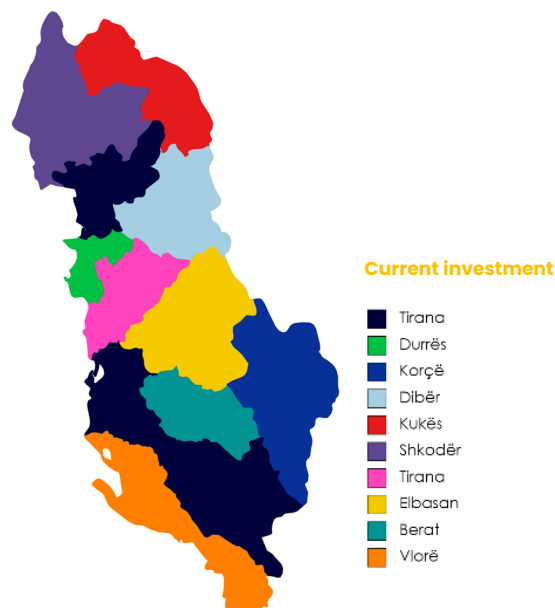 Current investment
Tirana
Durrës
Korçë
Dibër
Kukës
Shkodër
Tirana
Elbasan
Berat
Vlorë